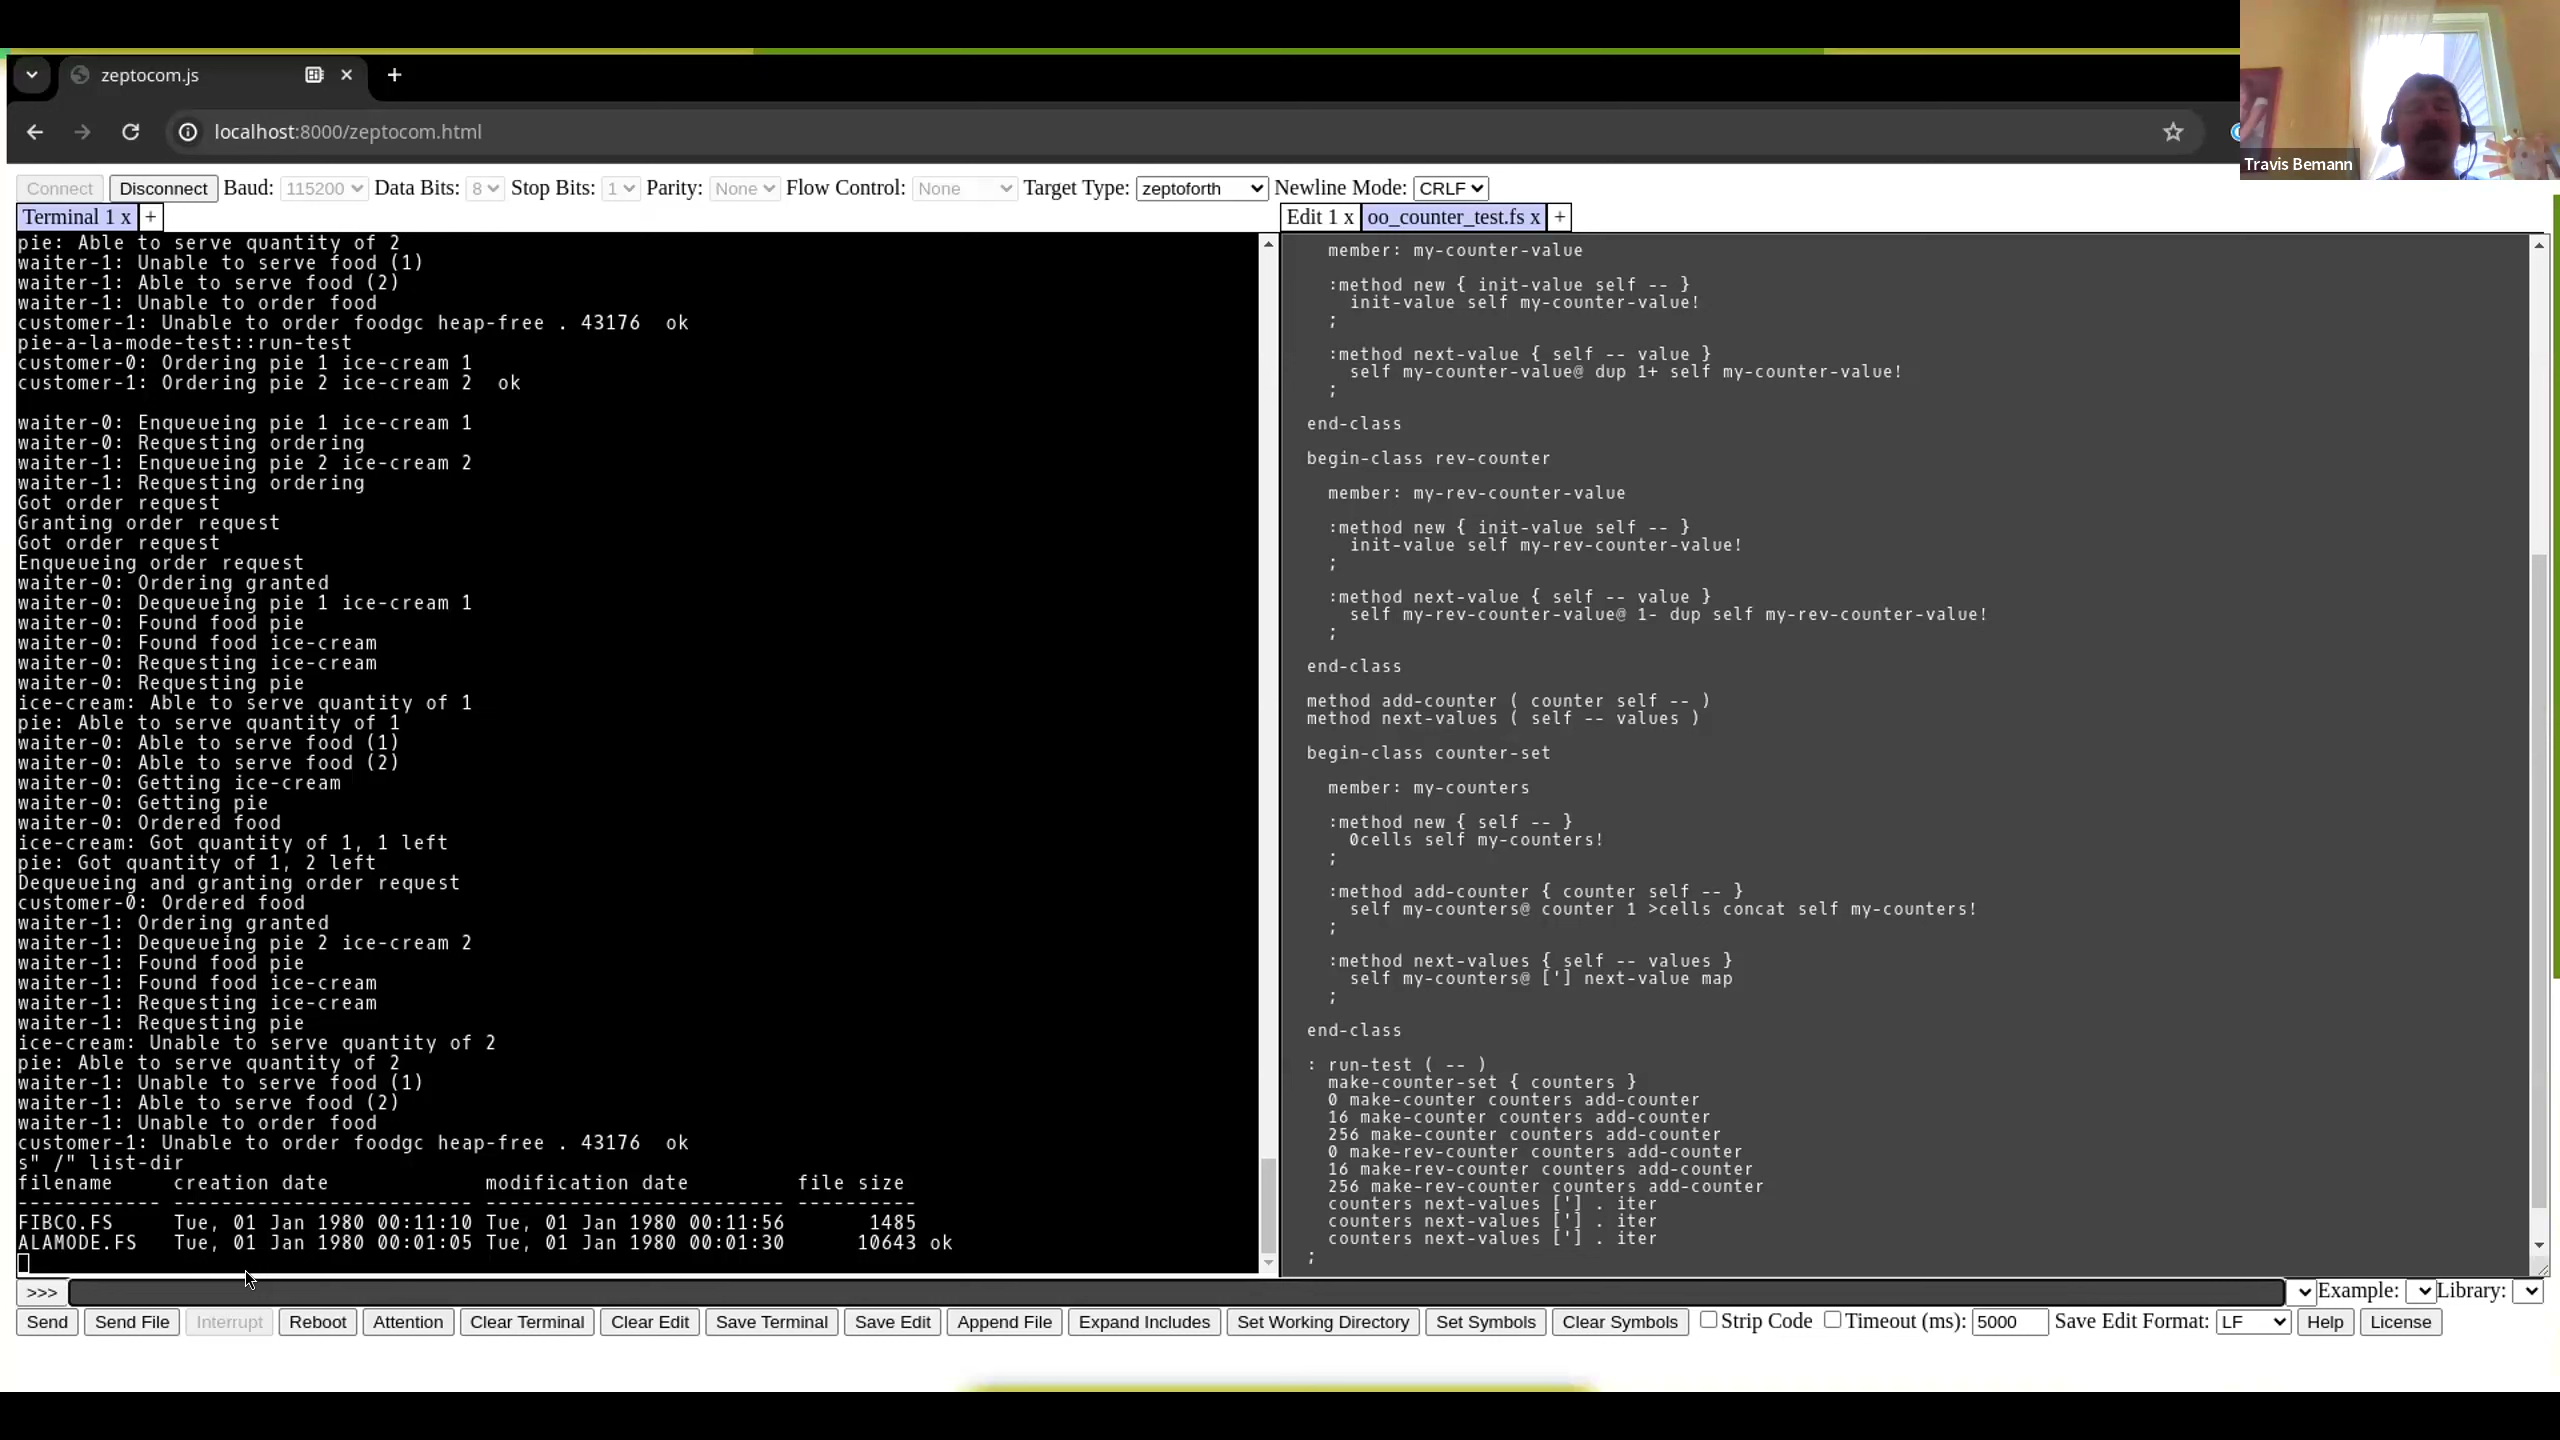 zeptocom.js
localhost:8000/zeptocom.html
Travis Bemann
Connect Disconnect Baud: 115200 Data Bits: 8 Stop Bits: 1 Parity: None Flow Control: None Target Type: zeptoforth Newline Mode: CRLF
Terminal 1 x +
pie: Able to serve quantity of 2
waiter-1: Unable to serve food (1)
waiter-1: Able to serve food (2)
waiter-1: Unable to order food
customer-1: Unable to order foodgc heap-free . 43176  ok
pie-a-la-mode-test::run-test
customer-0: Ordering pie 1 ice-cream 1
customer-1: Ordering pie 2 ice-cream 2  ok
waiter-0: Enqueueing pie 1 ice-cream 1
waiter-0: Requesting ordering
waiter-1: Enqueueing pie 2 ice-cream 2
waiter-1: Requesting ordering
Got order request
Granting order request
Got order request
Enqueueing order request
waiter-0: Ordering granted
waiter-0: Dequeueing pie 1 ice-cream 1
waiter-0: Found food pie
waiter-0: Found food ice-cream
waiter-0: Requesting ice-cream
waiter-0: Requesting pie
ice-cream: Able to serve quantity of 1
pie: Able to serve quantity of 1
waiter-0: Able to serve food (1)
waiter-0: Able to serve food (2)
waiter-0: Getting ice-cream
waiter-0: Getting pie
waiter-0: Ordered food
ice-cream: Got quantity of 1, 1 left
pie: Got quantity of 1, 2 left
Dequeueing and granting order request
customer-0: Ordered food
waiter-1: Ordering granted
waiter-1: Dequeueing pie 2 ice-cream 2
waiter-1: Found food pie
waiter-1: Found food ice-cream
waiter-1: Requesting ice-cream
waiter-1: Requesting pie
ice-cream: Unable to serve quantity of 2
pie: Able to serve quantity of 2
waiter-1: Unable to serve food (1)
waiter-1: Able to serve food (2)
waiter-1: Unable to order food
customer-1: Unable to order foodgc heap-free . 43176  ok
s" /" list-dir
filename     creation date             modification date         file size
------------ ------------------------- ------------------------- ----------
FIBCO.FS     Tue, 01 Jan 1980 00:11:10 Tue, 01 Jan 1980 00:11:56       1485
ALAMODE.FS   Tue, 01 Jan 1980 00:01:05 Tue, 01 Jan 1980 00:01:30      10643 ok
Edit 1 x oo_counter_test.fs x +
member: my-counter-value
:method new { init-value self -- }
init-value self my-counter-value!
;
:method next-value { self -- value }
self my-counter-value@ dup 1+ self my-counter-value!
;
end-class
begin-class rev-counter
member: my-rev-counter-value
:method new { init-value self -- }
init-value self my-rev-counter-value!
;
:method next-value { self -- value }
self my-rev-counter-value@ 1- dup self my-rev-counter-value!
;
end-class
method add-counter ( counter self -- )
method next-values ( self -- values )
begin-class counter-set
member: my-counters
:method new { self -- }
0cells self my-counters!
;
:method add-counter { counter self -- }
self my-counters@ counter 1 >cells concat self my-counters!
;
:method next-values { self -- values }
self my-counters@ ['] next-value map
;
end-class
: run-test ( -- )
make-counter-set { counters }
0 make-counter counters add-counter
16 make-counter counters add-counter
256 make-counter counters add-counter
0 make-rev-counter counters add-counter
16 make-rev-counter counters add-counter
256 make-rev-counter counters add-counter
counters next-values ['] . iter
counters next-values ['] . iter
counters next-values ['] . iter
;
>>> Example: Library:
Send Send File Interrupt Reboot Attention Clear Terminal Clear Edit Save Terminal Save Edit Append File Expand Includes Set Working Directory Set Symbols Clear Symbols Strip Code Timeout (ms): 5000 Save Edit Format: LF Help License